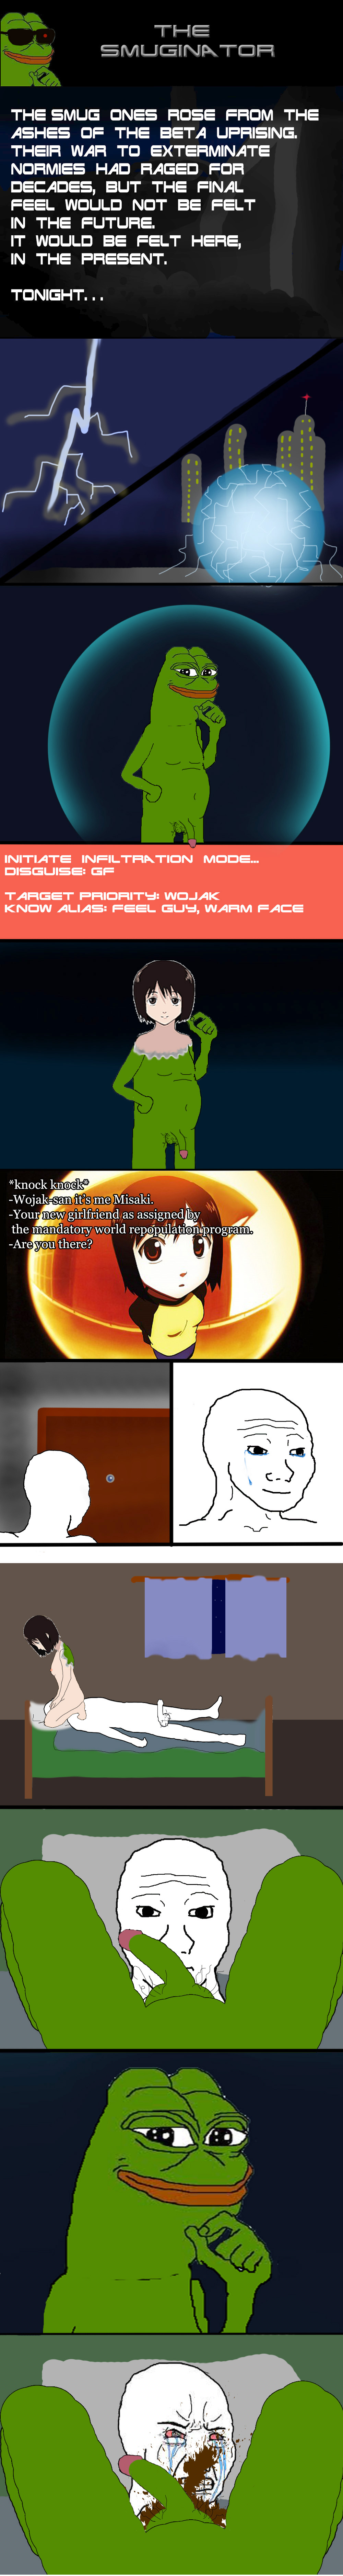 THE
SMUGINATOR
THE SMUG ONES ROSE FROM THE
ASHES OF THE BETA UPRISING.
THEIR WAR TO EXTERMINATE
NORMIES HAD RAGED FOR
DECADES, BUT THE FINAL
FEEL WOULD NOT BE FELT
IN THE FUTURE.
IT WOULD BE FELT HERE,
IN THE PRESENT.
TONIGHT...
INITIATE INFILTRATION MODE...
DISGUISE: GF
TARGET PRIORITY: WOJAK
KNOW ALIAS: FEEL GUY, WARM FACE
*knock knock*
-Wojak-san it's me Misaki.
-Your new girlfriend as assigned by
the mandatory world repopulation program.
-Are you there?